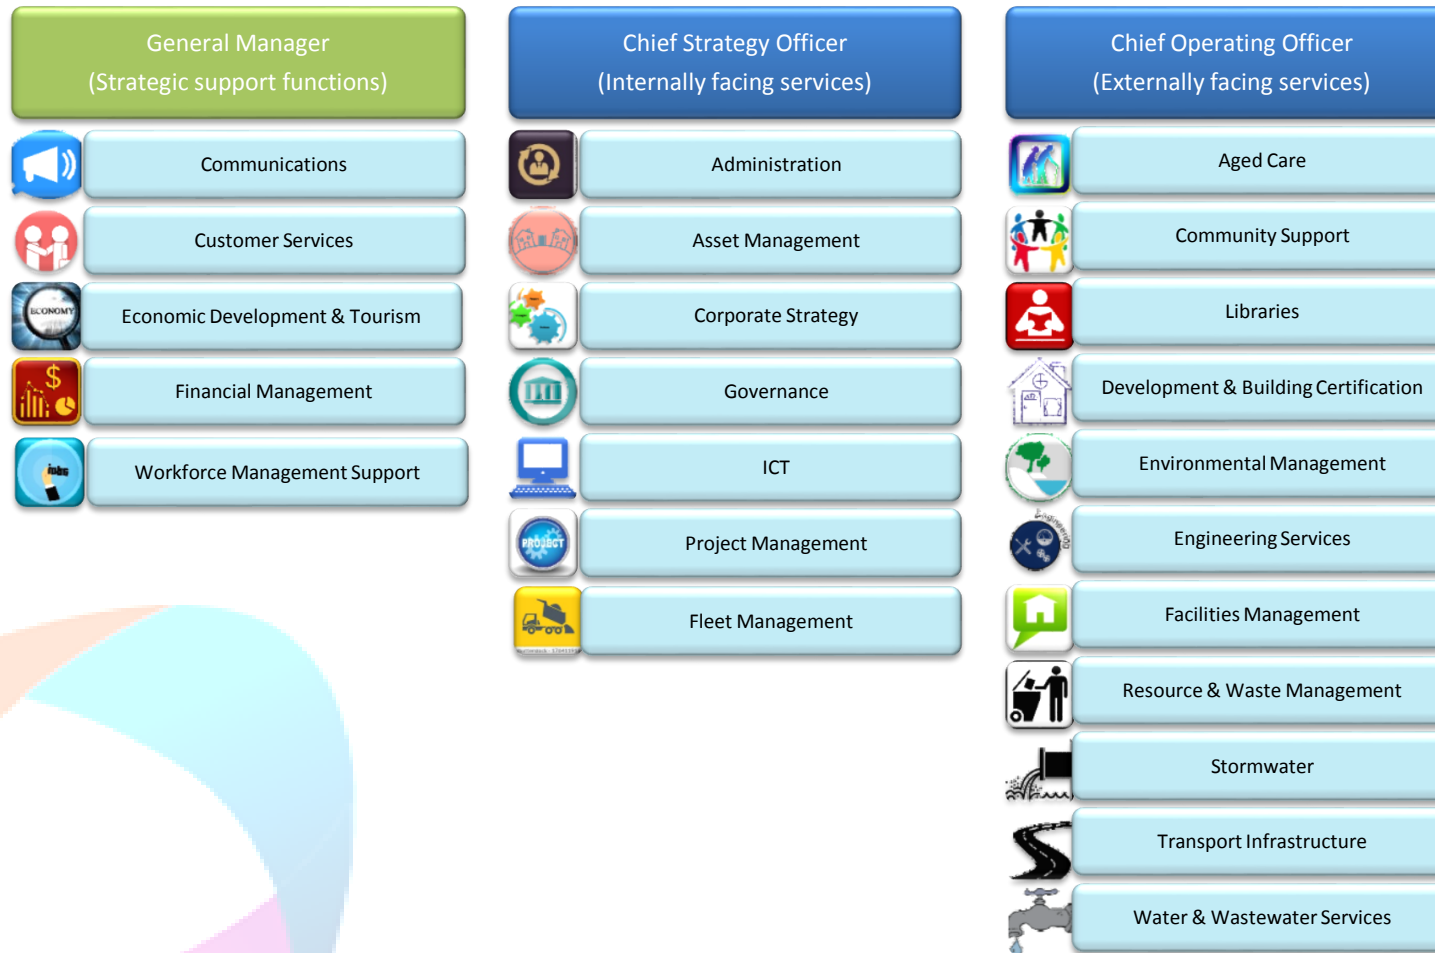 General Manager
(Strategic support functions)
Communications
Customer Services
ECONOMY
Economic Development & Tourism
$
Financial Management
Workforce Management Support
Chief Strategy Officer
(Internally facing services)
Administration
Asset Management
Corporate Strategy
Governance
ICT
PROJECT
Project Management
Fleet Management
Chief Operating Officer
(Externally facing services)
Aged Care
Community Support
Libraries
Development & Building Certification
Environmental Management
Engineering
Engineering Services
Facilities Management
Resource & Waste Management
Stormwater
Transport Infrastructure
Water & Wastewater Services